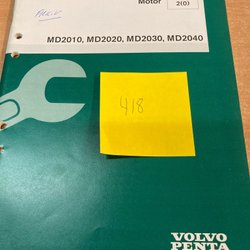 Motor
2(0)
MD2010, MD2020, MD2030, MD2040
418
VOLVO
PENTA